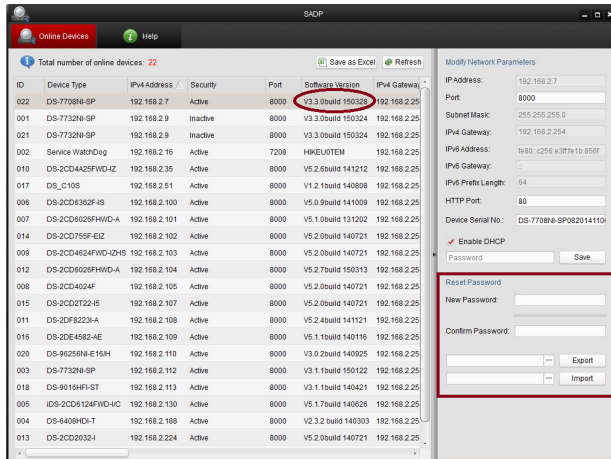 SADP
Online Devices
Help
Total number of online devices: 22
Save as Excel
Refresh
ID Device Type IPv4 Address Security Port Software Version IPv4 Gateway
022 DS-7708NI-SP 192.168.2.7 Active 8000 V3.3.0build 150328 192.168.2.25
001 DS-7732NI-SP 192.168.2.9 Inactive 8000 V3.3.0build 150324 192.168.2.25
021 DS-7732NI-SP 192.168.2.9 Inactive 8000 V3.3.0build 150324 192.168.2.25
002 Service WatchDog 192.168.2.16 Active 7208 HIKEU0TEM 192.168.2.25
010 DS-2CD4A25FWD-IZ 192.168.2.35 Active 8000 V5.2.6build 141212 192.168.2.25
017 DS_C10S 192.168.2.51 Active 8000 V1.2.1build 140808 192.168.2.25
006 DS-2CD6362F-IS 192.168.2.100 Active 8000 V5.0.9build 141009 192.168.2.25
007 DS-2CD6026FHWD-A 192.168.2.101 Active 8000 V5.1.0build 131202 192.168.2.25
014 DS-2CD755F-EIZ 192.168.2.102 Active 8000 V5.2.0build 140721 192.168.2.25
009 DS-2CD4624FWD-IZHS 192.168.2.103 Active 8000 V5.2.0build 140721 192.168.2.25
012 DS-2CD6026FHWD-A 192.168.2.104 Active 8000 V5.2.7build 150313 192.168.2.25
008 DS-2CD4024F 192.168.2.105 Active 8000 V5.2.0build 140721 192.168.2.25
015 DS-2CD2T22-I5 192.168.2.107 Active 8000 V5.2.0build 140721 192.168.2.25
011 DS-2DF8223I-A 192.168.2.108 Active 8000 V5.2.4build 141121 192.168.2.25
016 DS-2DE4582-AE 192.168.2.109 Active 8000 V5.1.1build 140116 192.168.2.25
020 DS-96256NI-E16/H 192.168.2.110 Active 8000 V3.0.2build 140925 192.168.2.25
003 DS-7732NI-SP 192.168.2.112 Active 8000 V3.1.1build 150122 192.168.2.25
018 DS-9016HFI-ST 192.168.2.113 Active 8000 V3.1.1build 140421 192.168.2.25
005 iDS-2CD6124FWD-I/C 192.168.2.130 Active 8000 V5.1.7build 140626 192.168.2.25
004 DS-6408HDI-T 192.168.2.188 Active 8000 V2.3.2 build 140303 192.168.2.25
013 DS-2CD2032-I 192.168.2.224 Active 8000 V5.2.0build 140721 192.168.2.25
Modify Network Parameters
IP Address: 192.168.2.7
Port: 8000
Subnet Mask: 255.255.255.0
IPv4 Gateway: 192.168.2.254
IPv6 Address: fe80::c256:e3ff:fe1b:856f
IPv6 Gateway: ::
IPv6 Prefix Length: 64
HTTP Port: 80
Device Serial No.: DS-7708NI-SP082014110
Enable DHCP
Password Save
Reset Password
New Password:
Confirm Password:
... Export
... Import